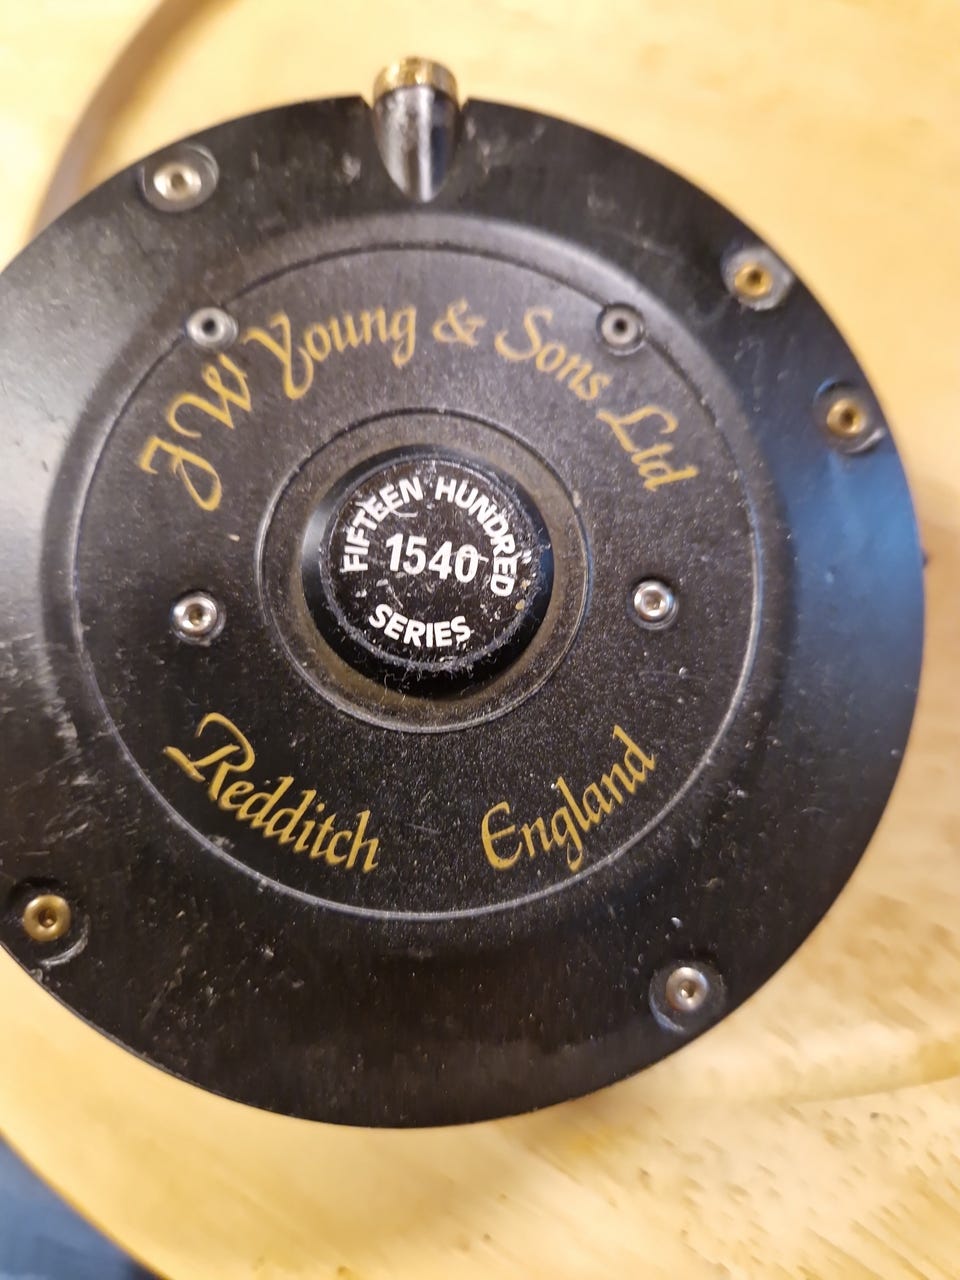 JW Young & Sons Ltd
FIFTEEN HUNDRED
1540
SERIES
Redditch England